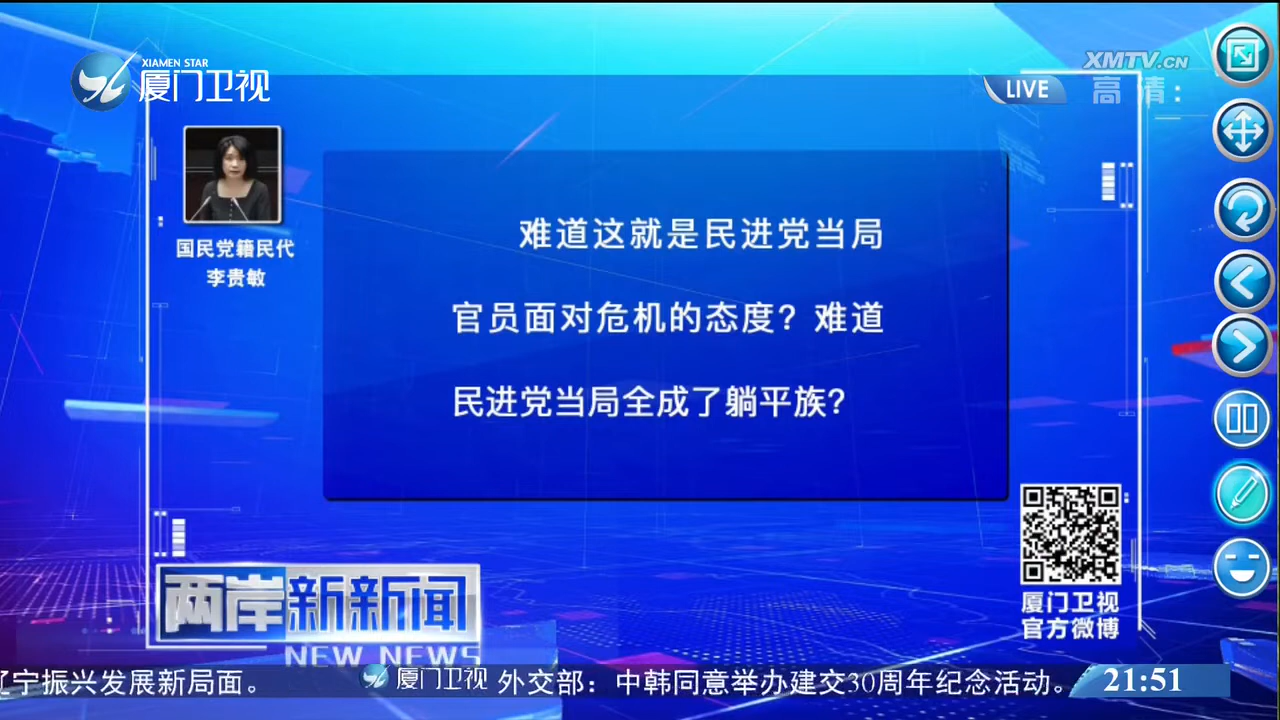 XIAMEN STAR
厦门卫视
XMTV.CN
LIVE
高清:
国民党籍民代
李贵敏
难道这就是民进党当局
官员面对危机的态度？难道
民进党当局全成了躺平族？
厦门卫视
官方微博
两岸新新闻
NEW NEWS
辽宁振兴发展新局面。 厦门卫视 外交部：中韩同意举办建交30周年纪念活动。 21:51